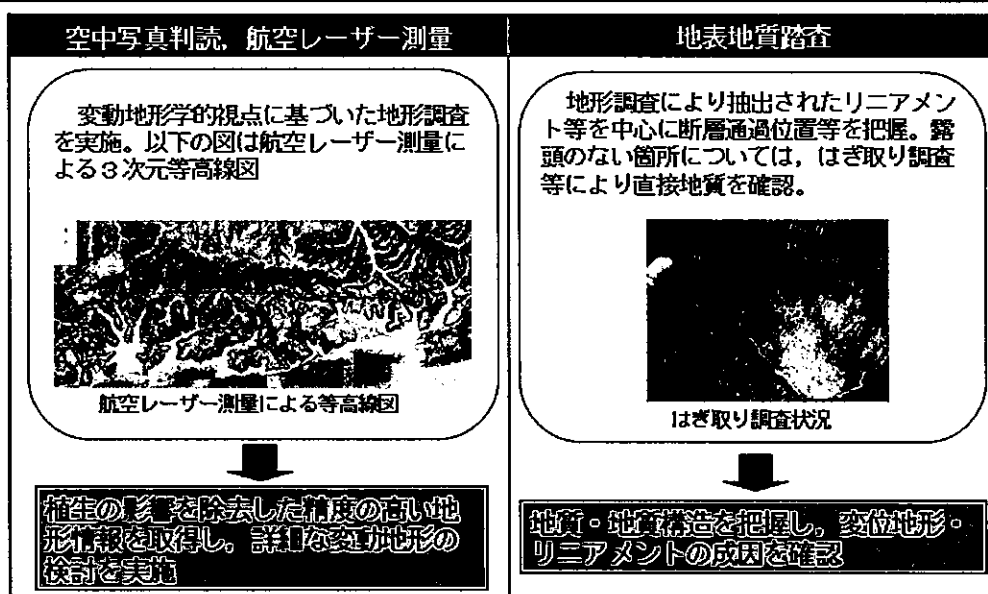 空中写真判読，航空レーザー測量
変動地形学的視点に基づいた地形調査
を実施。以下の図は航空レーザー測量に
よる３次元等高線図
航空レーザー測量による等高線図
植生の影響を除去した精度の高い地
形情報を取得し，詳細な変動地形の
検討を実施
地表地質踏査
地形調査により抽出されたリニアメン
ト等を中心に断層通過位置等を把握。露
頭のない箇所については，はぎ取り調査
等により直接地質を確認。
はぎ取り調査状況
地質・地質構造を把握し，変位地形・
リニアメントの成因を確認